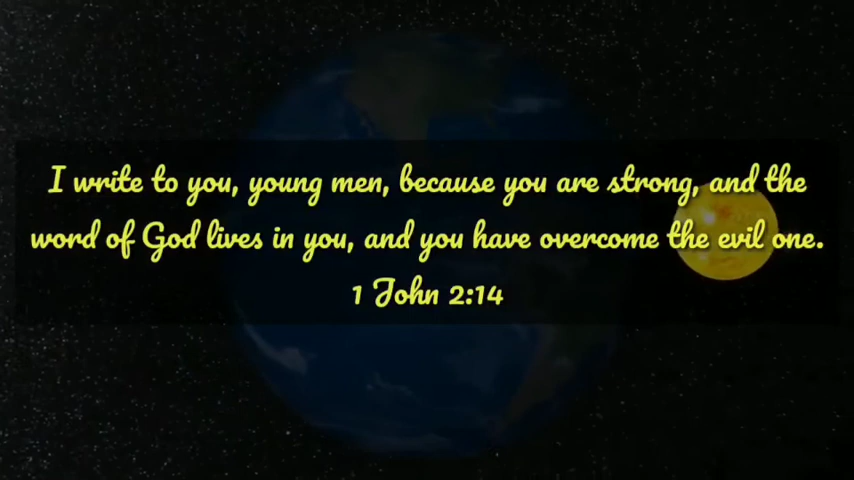 I write to you, young men, because you are strong, and the
word of God lives in you, and you have overcome the evil one.
1 John 2:14